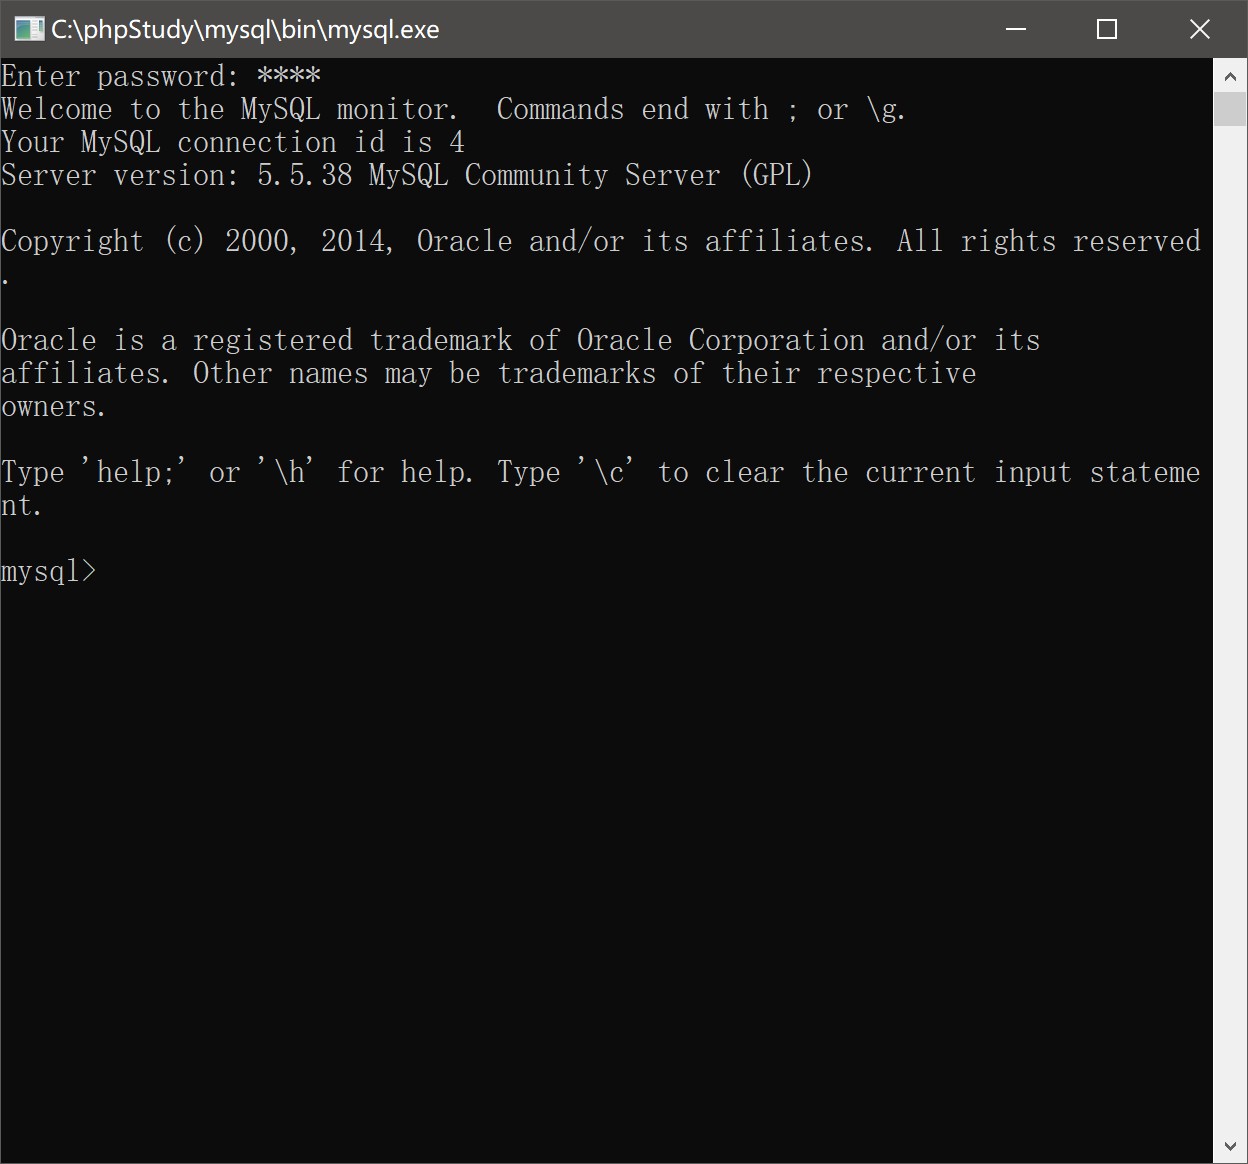 C:\phpStudy\mysql\bin\mysql.exe
Enter password: ****
Welcome to the MySQL monitor.  Commands end with ; or \g.
Your MySQL connection id is 4
Server version: 5.5.38 MySQL Community Server (GPL)
Copyright (c) 2000, 2014, Oracle and/or its affiliates. All rights reserved
.
Oracle is a registered trademark of Oracle Corporation and/or its
affiliates. Other names may be trademarks of their respective
owners.
Type 'help;' or '\h' for help. Type '\c' to clear the current input stateme
nt.
mysql>